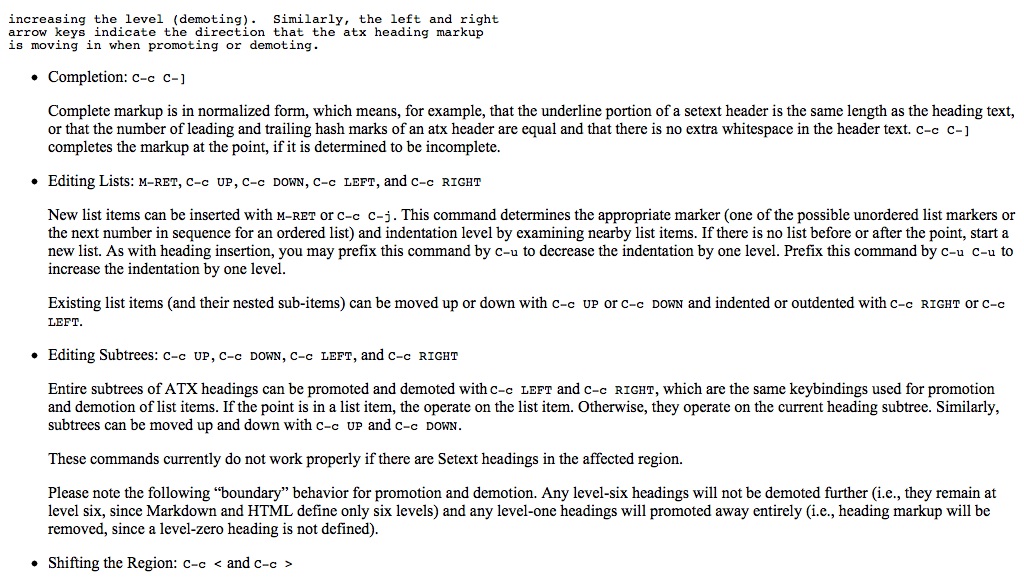 increasing the level (demoting).  Similarly, the left and right
arrow keys indicate the direction that the atx heading markup
is moving in when promoting or demoting.
• Completion: C-c C-]
Complete markup is in normalized form, which means, for example, that the underline portion of a setext header is the same length as the heading text,
or that the number of leading and trailing hash marks of an atx header are equal and that there is no extra whitespace in the header text. C-c C-]
completes the markup at the point, if it is determined to be incomplete.
• Editing Lists: M-RET, C-c UP, C-c DOWN, C-c LEFT, and C-c RIGHT
New list items can be inserted with M-RET or C-c C-j. This command determines the appropriate marker (one of the possible unordered list markers or
the next number in sequence for an ordered list) and indentation level by examining nearby list items. If there is no list before or after the point, start a
new list. As with heading insertion, you may prefix this command by C-u to decrease the indentation by one level. Prefix this command by C-u C-u to
increase the indentation by one level.
Existing list items (and their nested sub-items) can be moved up or down with C-c UP or C-c DOWN and indented or outdented with C-c RIGHT or C-c
LEFT.
• Editing Subtrees: C-c UP, C-c DOWN, C-c LEFT, and C-c RIGHT
Entire subtrees of ATX headings can be promoted and demoted with C-c LEFT and C-c RIGHT, which are the same keybindings used for promotion
and demotion of list items. If the point is in a list item, the operate on the list item. Otherwise, they operate on the current heading subtree. Similarly,
subtrees can be moved up and down with C-c UP and C-c DOWN.
These commands currently do not work properly if there are Setext headings in the affected region.
Please note the following “boundary” behavior for promotion and demotion. Any level-six headings will not be demoted further (i.e., they remain at
level six, since Markdown and HTML define only six levels) and any level-one headings will promoted away entirely (i.e., heading markup will be
removed, since a level-zero heading is not defined).
• Shifting the Region: C-c < and C-c >